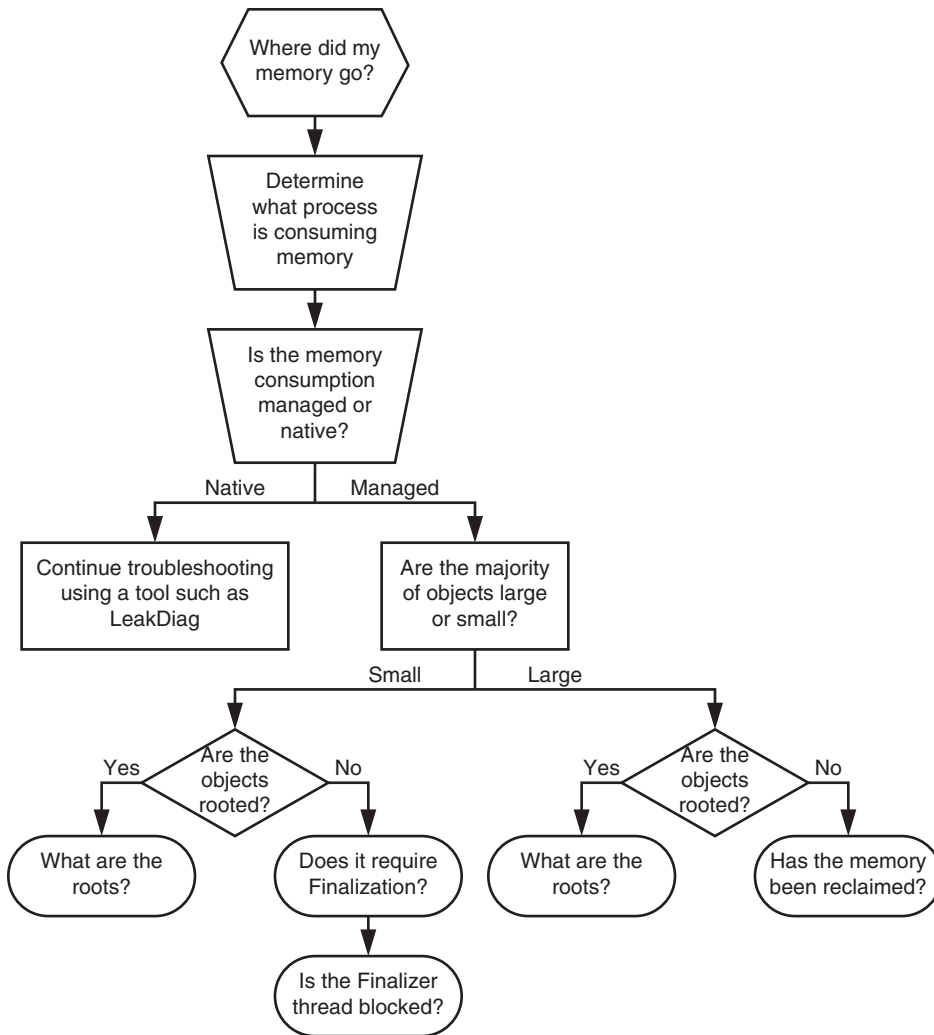 Where did my
memory go?
Determine
what process
is consuming
memory
Is the memory
consumption
managed or
native?
Native
Managed
Continue troubleshooting
using a tool such as
LeakDiag
Are the majority
of objects large
or small?
Small
Large
Are the
objects
rooted?
Yes
No
Are the
objects
rooted?
Yes
No
What are the
roots?
Does it require
Finalization?
What are the
roots?
Has the memory
been reclaimed?
Is the Finalizer
thread blocked?